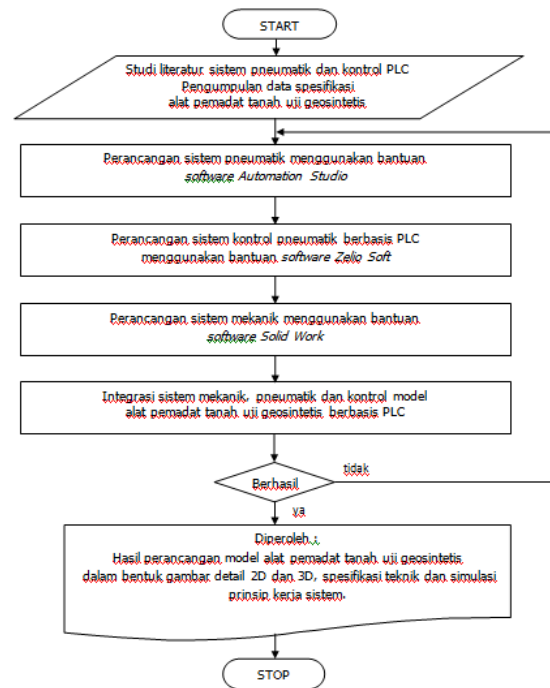 START
Studi literatur sistem pneumatik dan kontrol PLC
Pengumpulan data spesifikasi
alat pemadat tanah uji geosintetis
Perancangan sistem pneumatik menggunakan bantuan
software Automation Studio
Perancangan sistem kontrol pneumatik berbasis PLC
menggunakan bantuan software Zelio Soft
Perancangan sistem mekanik menggunakan bantuan
software Solid Work
Integrasi sistem mekanik, pneumatik dan kontrol model
alat pemadat tanah uji geosintetis berbasis PLC
Berhasil
tidak
ya
Diperoleh :
Hasil perancangan model alat pemadat tanah uji geosintetis
dalam bentuk gambar detail 2D dan 3D, spesifikasi teknik dan simulasi
prinsip kerja sistem.
STOP